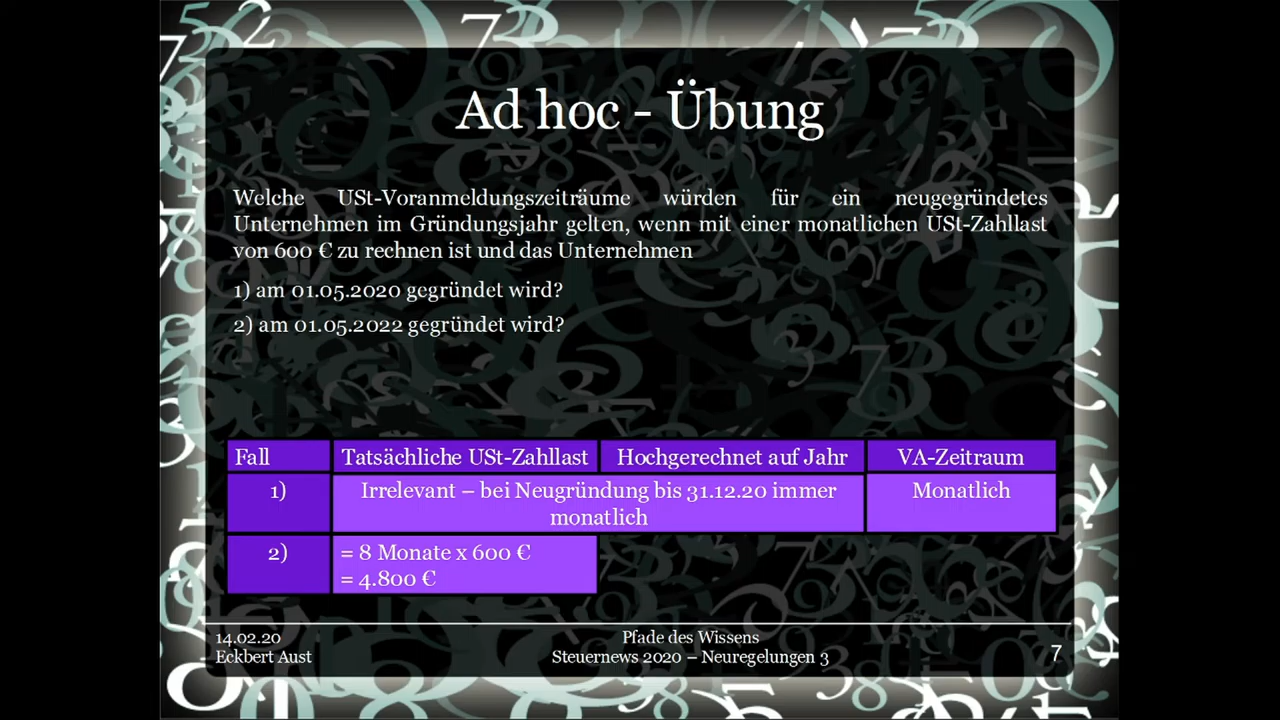 Ad hoc - Übung
Welche USt-Voranmeldungszeiträume würden für ein neugegründetes
Unternehmen im Gründungsjahr gelten, wenn mit einer monatlichen USt-Zahllast
von 600 € zu rechnen ist und das Unternehmen
1) am 01.05.2020 gegründet wird?
2) am 01.05.2022 gegründet wird?
Fall Tatsächliche USt-Zahllast Hochgerechnet auf Jahr VA-Zeitraum
1) Irrelevant – bei Neugründung bis 31.12.20 immer Monatlich
monatlich
2) = 8 Monate x 600 €
= 4.800 €
14.02.20 Pfade des Wissens
Eckbert Aust Steuernews 2020 – Neuregelungen 3 7